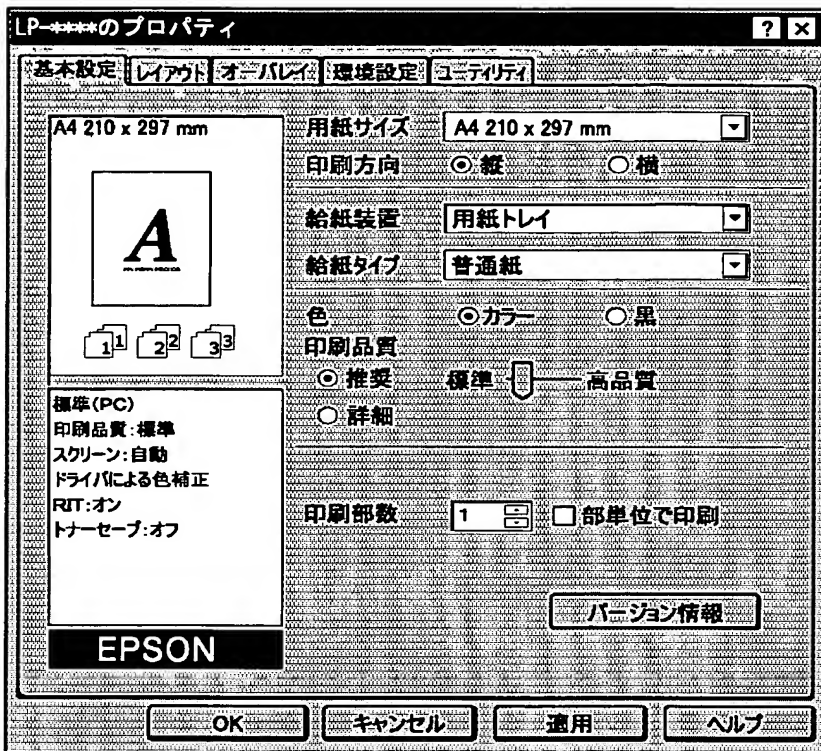 LP-****のプロパティ
基本設定 レイアウト オーバレイ 環境設定 ユーティリティ
A4 210 x 297 mm
A
1 1 2 2 3 3
標準(PC)
印刷品質:標準
スクリーン:自動
ドライバによる色補正
RIT:オン
トナーセーブ:オフ
EPSON
用紙サイズ A4 210 x 297 mm
印刷方向 縦 横
給紙装置 用紙トレイ
給紙タイプ 普通紙
色 カラー 黒
印刷品質
推奨 標準 高品質
詳細
印刷部数 1 部単位で印刷
バージョン情報
OK キャンセル 適用 ヘルプ